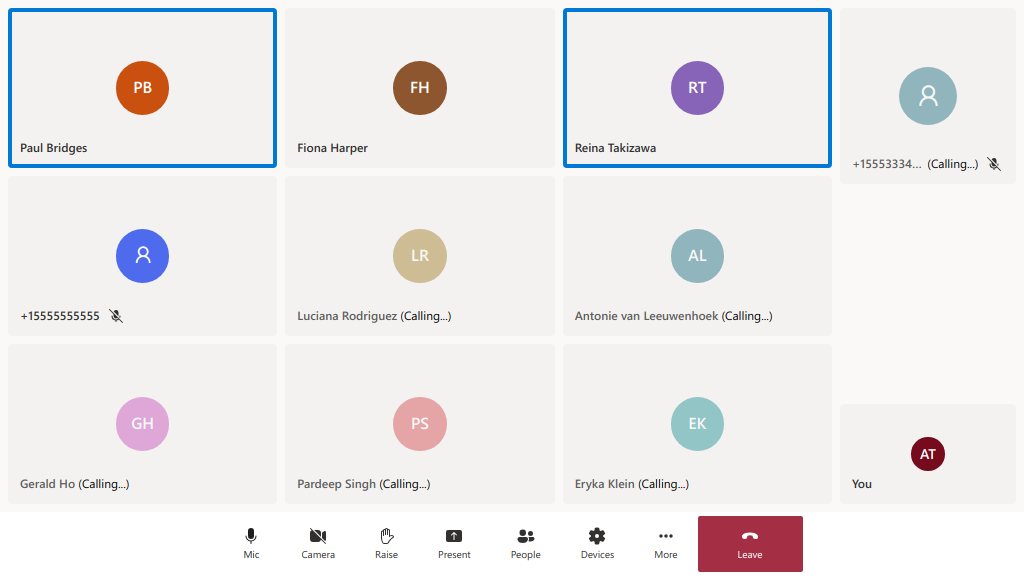 PB
Paul Bridges
FH
Fiona Harper
RT
Reina Takizawa
+15553334... (Calling...)
+15555555555
LR
Luciana Rodriguez (Calling...)
AL
Antonie van Leeuwenhoek (Calling...)
GH
Gerald Ho (Calling...)
PS
Pardeep Singh (Calling...)
EK
Eryka Klein (Calling...)
AT
You
Mic
Camera
Raise
Present
People
Devices
More
Leave